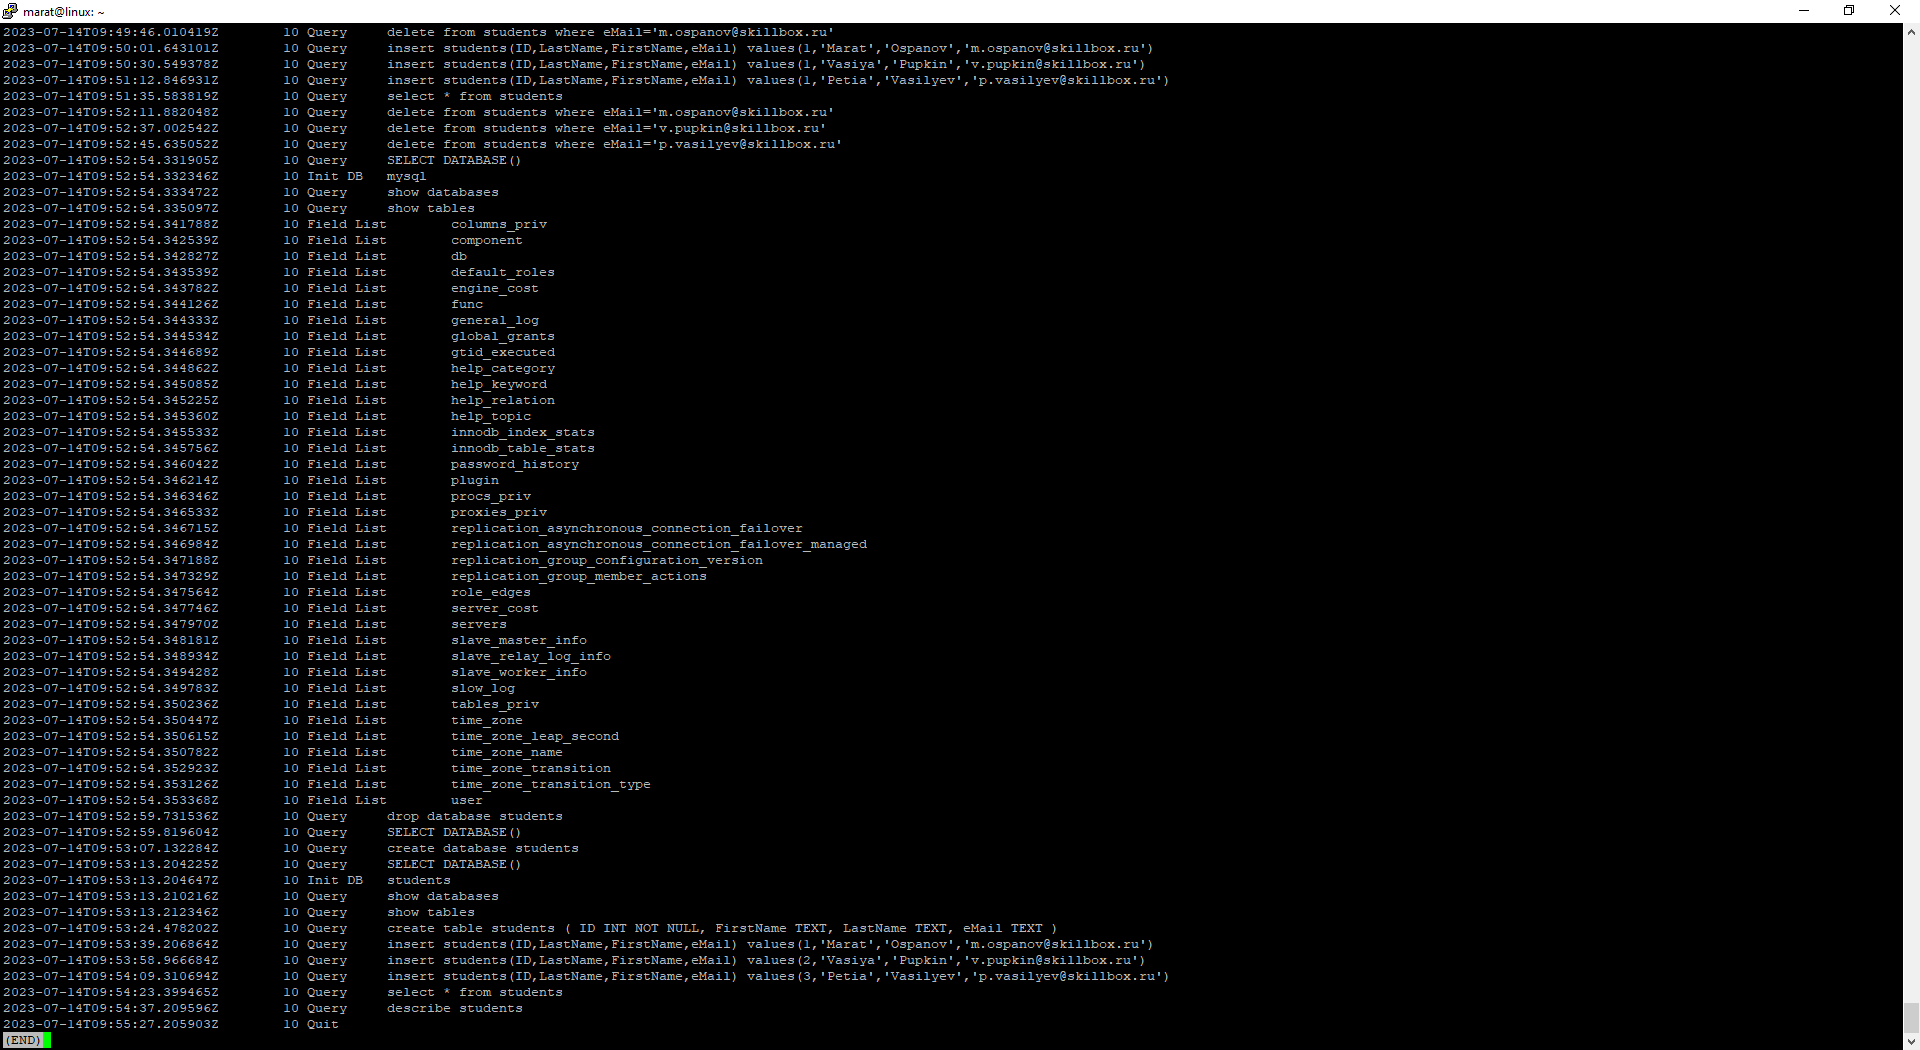 marat@linux: ~
2023-07-14T09:49:46.010419Z 10 Query delete from students where eMail='m.ospanov@skillbox.ru'
2023-07-14T09:50:01.643101Z 10 Query insert students(ID,LastName,FirstName,eMail) values(1,'Marat','Ospanov','m.ospanov@skillbox.ru')
2023-07-14T09:50:30.549378Z 10 Query insert students(ID,LastName,FirstName,eMail) values(1,'Vasiya','Pupkin','v.pupkin@skillbox.ru')
2023-07-14T09:51:12.846931Z 10 Query insert students(ID,LastName,FirstName,eMail) values(1,'Petia','Vasilyev','p.vasilyev@skillbox.ru')
2023-07-14T09:51:35.583819Z 10 Query select * from students
2023-07-14T09:52:11.882048Z 10 Query delete from students where eMail='m.ospanov@skillbox.ru'
2023-07-14T09:52:37.002542Z 10 Query delete from students where eMail='v.pupkin@skillbox.ru'
2023-07-14T09:52:45.635052Z 10 Query delete from students where eMail='p.vasilyev@skillbox.ru'
2023-07-14T09:52:54.331905Z 10 Query SELECT DATABASE()
2023-07-14T09:52:54.332346Z 10 Init DB mysql
2023-07-14T09:52:54.333472Z 10 Query show databases
2023-07-14T09:52:54.335097Z 10 Query show tables
2023-07-14T09:52:54.341788Z 10 Field List columns_priv
2023-07-14T09:52:54.342539Z 10 Field List component
2023-07-14T09:52:54.342827Z 10 Field List db
2023-07-14T09:52:54.343539Z 10 Field List default_roles
2023-07-14T09:52:54.343782Z 10 Field List engine_cost
2023-07-14T09:52:54.344126Z 10 Field List func
2023-07-14T09:52:54.344333Z 10 Field List general_log
2023-07-14T09:52:54.344534Z 10 Field List global_grants
2023-07-14T09:52:54.344689Z 10 Field List gtid_executed
2023-07-14T09:52:54.344862Z 10 Field List help_category
2023-07-14T09:52:54.345085Z 10 Field List help_keyword
2023-07-14T09:52:54.345225Z 10 Field List help_relation
2023-07-14T09:52:54.345360Z 10 Field List help_topic
2023-07-14T09:52:54.345533Z 10 Field List innodb_index_stats
2023-07-14T09:52:54.345756Z 10 Field List innodb_table_stats
2023-07-14T09:52:54.346042Z 10 Field List password_history
2023-07-14T09:52:54.346214Z 10 Field List plugin
2023-07-14T09:52:54.346346Z 10 Field List procs_priv
2023-07-14T09:52:54.346533Z 10 Field List proxies_priv
2023-07-14T09:52:54.346715Z 10 Field List replication_asynchronous_connection_failover
2023-07-14T09:52:54.346984Z 10 Field List replication_asynchronous_connection_failover_managed
2023-07-14T09:52:54.347188Z 10 Field List replication_group_configuration_version
2023-07-14T09:52:54.347329Z 10 Field List replication_group_member_actions
2023-07-14T09:52:54.347564Z 10 Field List role_edges
2023-07-14T09:52:54.347746Z 10 Field List server_cost
2023-07-14T09:52:54.347970Z 10 Field List servers
2023-07-14T09:52:54.348181Z 10 Field List slave_master_info
2023-07-14T09:52:54.348934Z 10 Field List slave_relay_log_info
2023-07-14T09:52:54.349428Z 10 Field List slave_worker_info
2023-07-14T09:52:54.349783Z 10 Field List slow_log
2023-07-14T09:52:54.350236Z 10 Field List tables_priv
2023-07-14T09:52:54.350447Z 10 Field List time_zone
2023-07-14T09:52:54.350615Z 10 Field List time_zone_leap_second
2023-07-14T09:52:54.350782Z 10 Field List time_zone_name
2023-07-14T09:52:54.352923Z 10 Field List time_zone_transition
2023-07-14T09:52:54.353126Z 10 Field List time_zone_transition_type
2023-07-14T09:52:54.353368Z 10 Field List user
2023-07-14T09:52:59.731536Z 10 Query drop database students
2023-07-14T09:52:59.819604Z 10 Query SELECT DATABASE()
2023-07-14T09:53:07.132284Z 10 Query create database students
2023-07-14T09:53:13.204225Z 10 Query SELECT DATABASE()
2023-07-14T09:53:13.204647Z 10 Init DB students
2023-07-14T09:53:13.210216Z 10 Query show databases
2023-07-14T09:53:13.212346Z 10 Query show tables
2023-07-14T09:53:24.478202Z 10 Query create table students ( ID INT NOT NULL, FirstName TEXT, LastName TEXT, eMail TEXT )
2023-07-14T09:53:39.206864Z 10 Query insert students(ID,LastName,FirstName,eMail) values(1,'Marat','Ospanov','m.ospanov@skillbox.ru')
2023-07-14T09:53:58.966684Z 10 Query insert students(ID,LastName,FirstName,eMail) values(2,'Vasiya','Pupkin','v.pupkin@skillbox.ru')
2023-07-14T09:54:09.310694Z 10 Query insert students(ID,LastName,FirstName,eMail) values(3,'Petia','Vasilyev','p.vasilyev@skillbox.ru')
2023-07-14T09:54:23.399465Z 10 Query select * from students
2023-07-14T09:54:37.209596Z 10 Query describe students
2023-07-14T09:55:27.205903Z 10 Quit
(END)